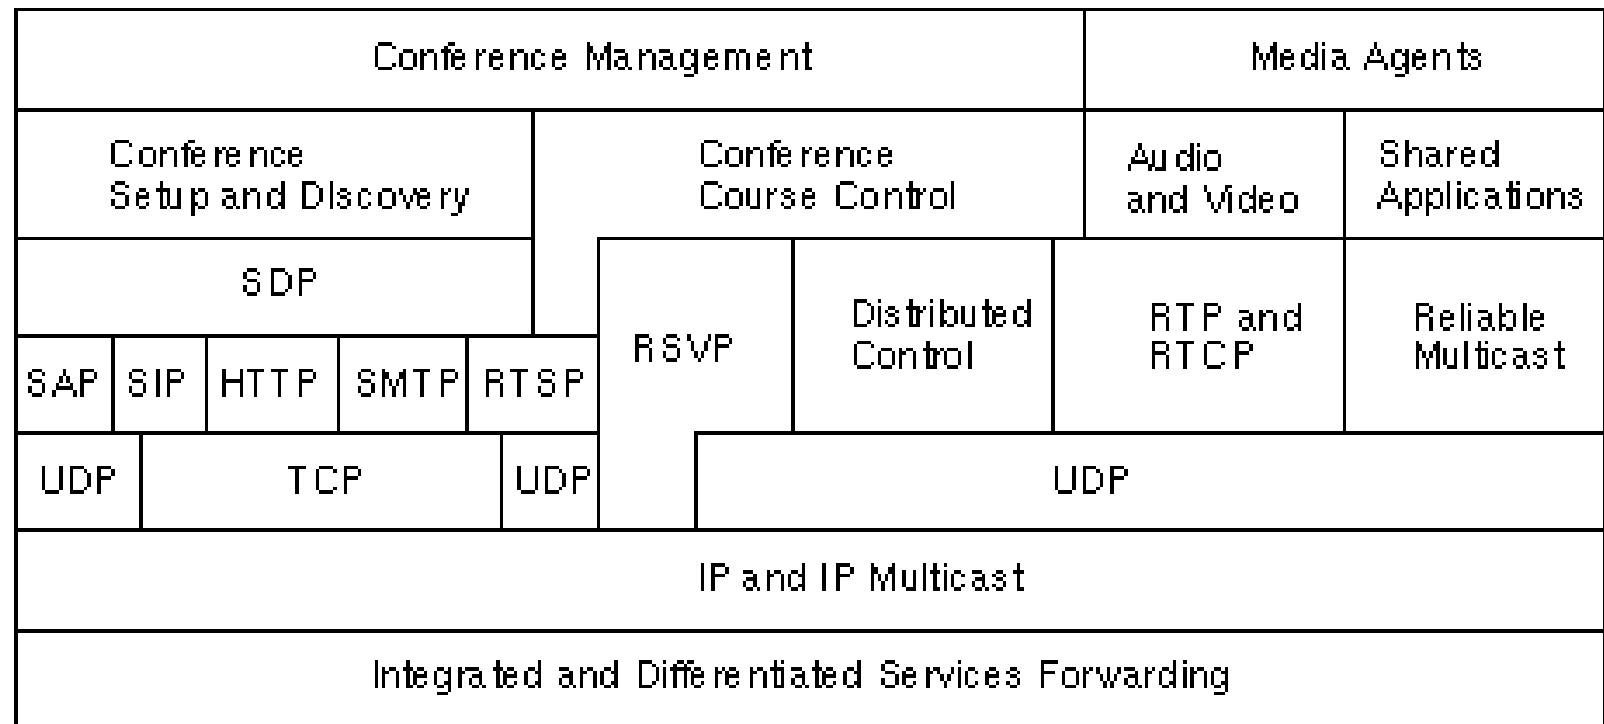 Conference Management
Media Agents
Conference
Setup and DIscovery
Conference
Course Control
Audio
and Video
Shared
Applications
SDP
RSVP
Distributed
Control
RTP and
RTCP
Reliable
Multicast
SAP
SIP
HTTP
SMTP
RTSP
UDP
TCP
UDP
UDP
IP and IP Multicast
Integrated and Differentiated Services Forwarding